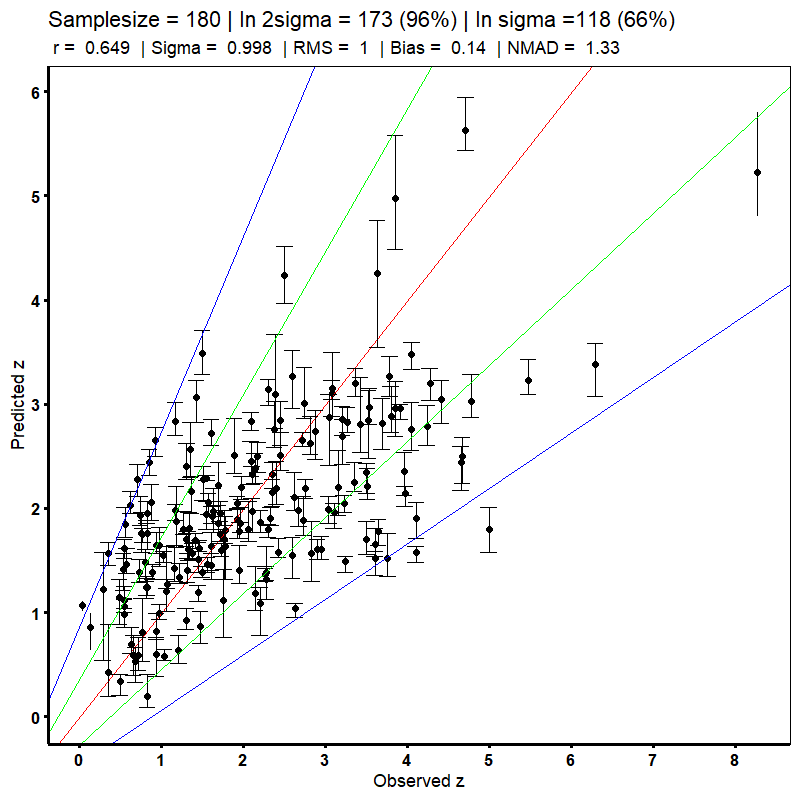 Samplesize = 180 | In 2sigma = 173 (96%) | In sigma =118 (66%)
r = 0.649 | Sigma = 0.998 | RMS = 1 | Bias = 0.14 | NMAD = 1.33
6
5
4
3
2
1
0
Predicted z
0 1 2 3 4 5 6 7 8
Observed z